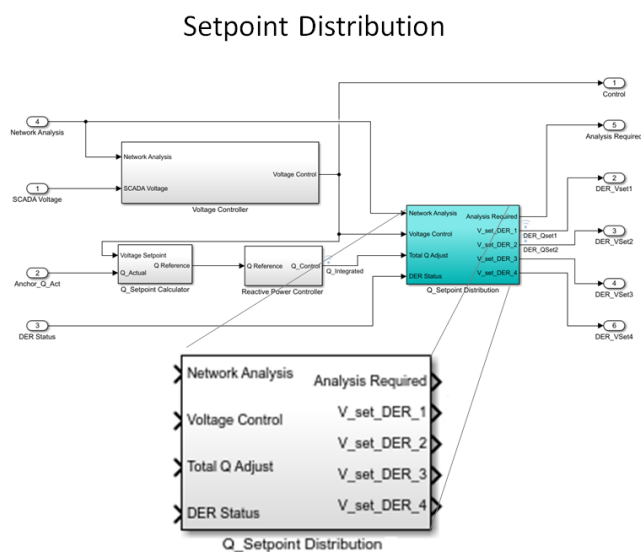 Setpoint Distribution
1
Control
4
Network Analysis
5
Analysis Required
Network Analysis
Voltage Control
SCADA Voltage
Voltage Controller
1
SCADA Voltage
2
DER_Vset1
Network Analysis
Analysis Required
V_set_DER_1
DER_Qset1
Voltage Control
V_set_DER_2
DER_QSet2
3
DER_VSet2
Total Q Adjust
V_set_DER_3
DER Status
V_set_DER_4
Q_Setpoint Distribution
4
DER_VSet3
6
DER_VSet4
Voltage Setpoint
Q Reference
Q_Actual
Q_Setpoint Calculator
Q Reference
Q_Control
Reactive Power Controller
Q_Integrated
2
Anchor_Q_Act
3
DER Status
Network Analysis
Analysis Required
Voltage Control
V_set_DER_1
V_set_DER_2
Total Q Adjust
V_set_DER_3
DER Status
V_set_DER_4
Q_Setpoint Distribution